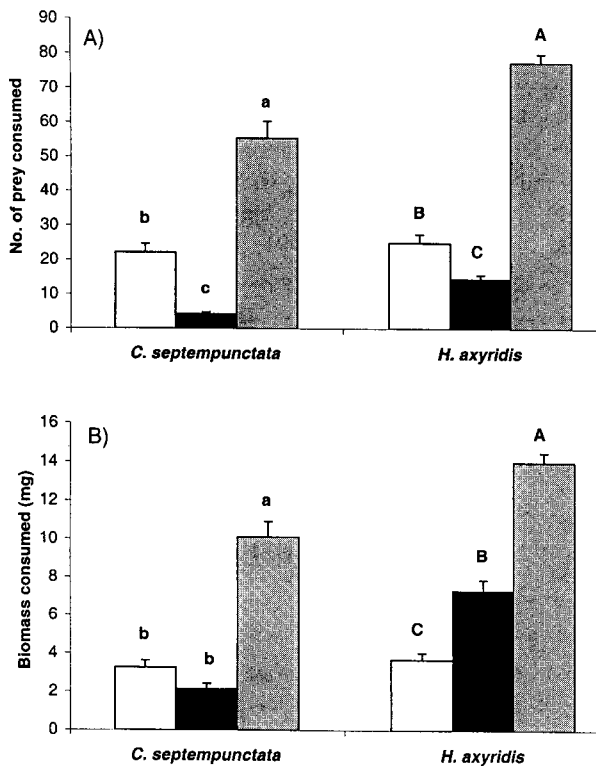 A)
No. of prey consumed
90
80
70
60
50
40
30
20
10
0
b
c
a
B
C
A
C. septempunctata
H. axyridis
B)
Biomass consumed (mg)
16
14
12
10
8
6
4
2
0
b
b
a
C
B
A
C. septempunctata
H. axyridis